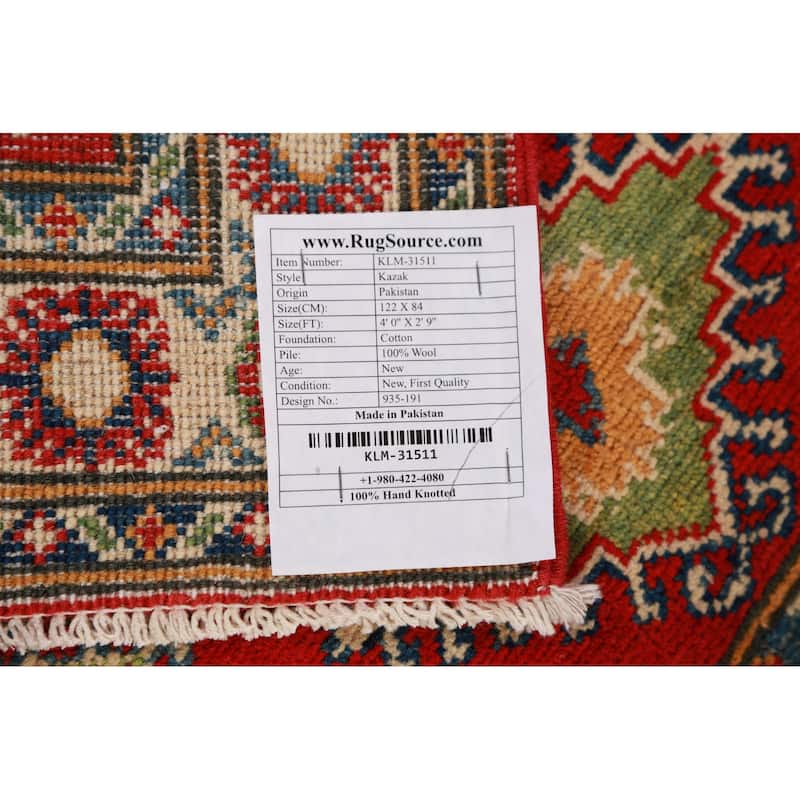 www.RugSource.com
Item Number: KLM-31511
Style: Kazak
Origin Pakistan
Size(CM): 122 X 84
Size(FT): 4' 0" X 2' 9"
Foundation: Cotton
Pile: 100% Wool
Age: New
Condition: New, First Quality
Design No.: 935-191
Made in Pakistan
KLM-31511
+1-980-422-4080
100% Hand Knotted